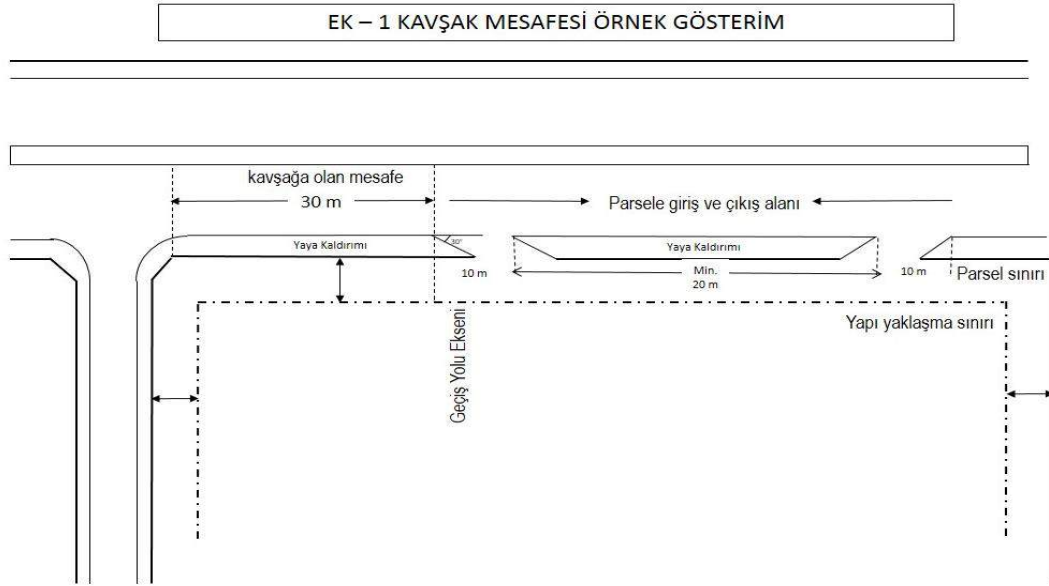 EK – 1 KAVŞAK MESAFESİ ÖRNEK GÖSTERİM
kavşağa olan mesafe
30 m
Parsele giriş ve çıkış alanı
Yaya Kaldırımı
30°
Yaya Kaldırımı
10 m
Min.
20 m
10 m
Parsel sınırı
Yapı yaklaşma sınırı
Geçiş Yolu Ekseni